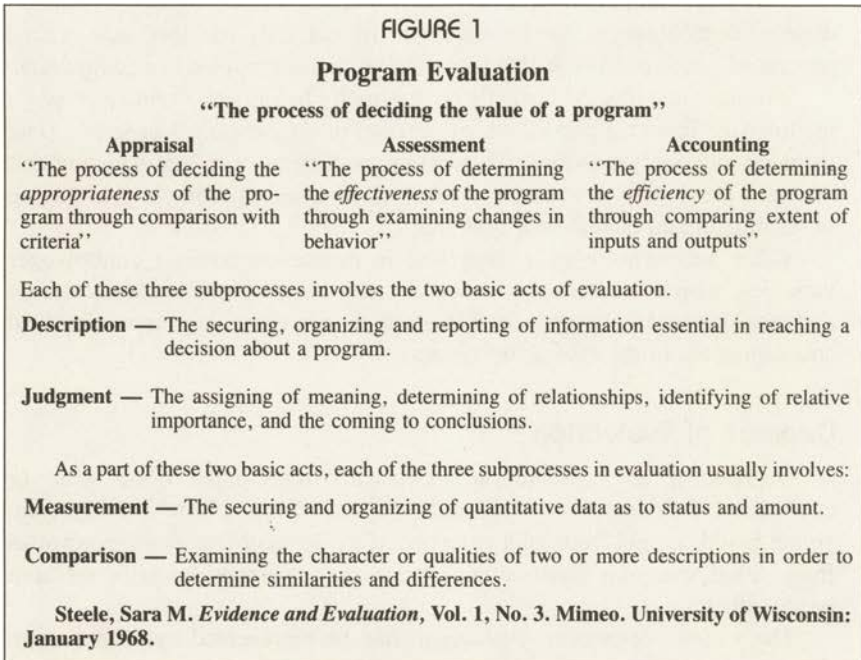 FIGURE 1
Program Evaluation
“The process of deciding the value of a program”
Appraisal
“The process of deciding the
appropriateness of the pro-
gram through comparison with
criteria”
Assessment
“The process of determining
the effectiveness of the program
through examining changes in
behavior”
Accounting
“The process of determining
the efficiency of the program
through comparing extent of
inputs and outputs”
Each of these three subprocesses involves the two basic acts of evaluation.
Description — The securing, organizing and reporting of information essential in reaching a
decision about a program.
Judgment — The assigning of meaning, determining of relationships, identifying of relative
importance, and the coming to conclusions.
As a part of these two basic acts, each of the three subprocesses in evaluation usually involves:
Measurement — The securing and organizing of quantitative data as to status and amount.
Comparison — Examining the character or qualities of two or more descriptions in order to
determine similarities and differences.
Steele, Sara M. Evidence and Evaluation, Vol. 1, No. 3. Mimeo. University of Wisconsin:
January 1968.